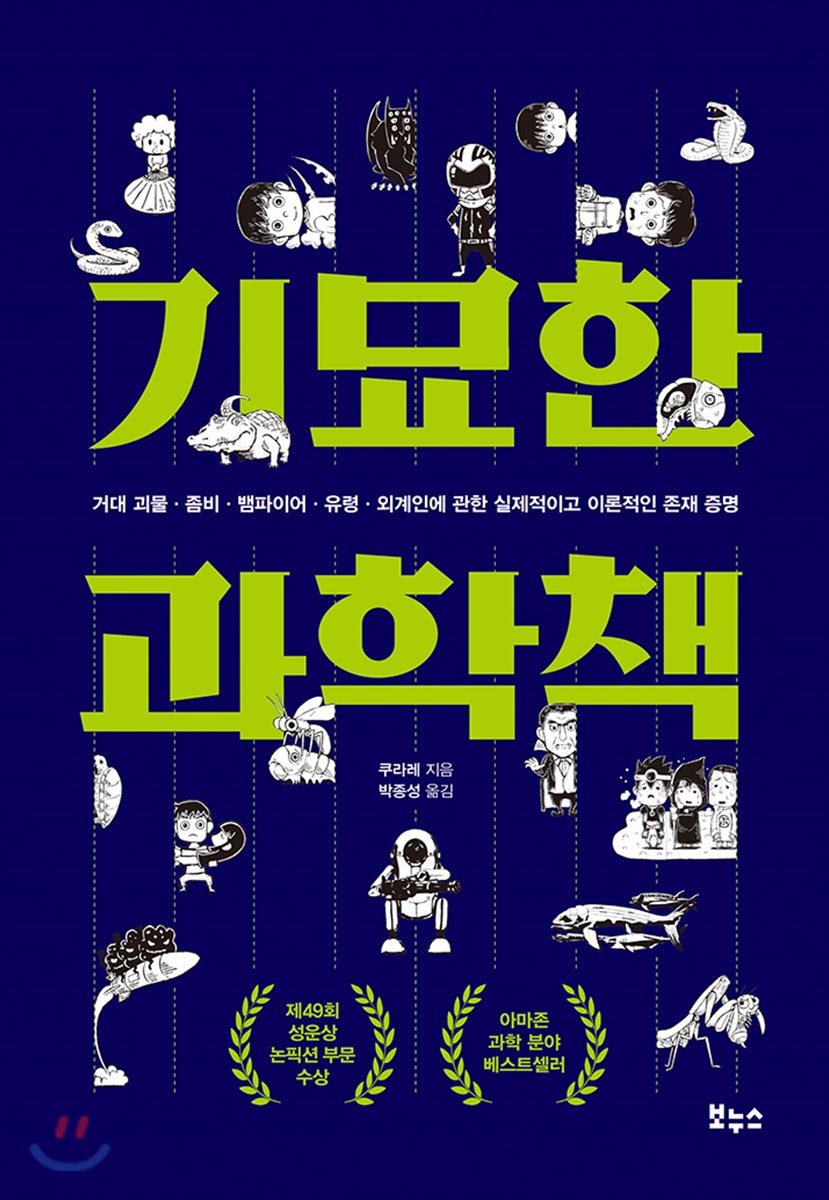 기묘한
거대 괴물 · 좀비 · 뱀파이어 · 유령 · 외계인에 관한 실제적이고 이론적인 존재 증명
과학책
쿠라레 지음
박종성 옮김
제49회
성운상
논픽션 부문
수상
아마존
과학 분야
베스트셀러
보누스